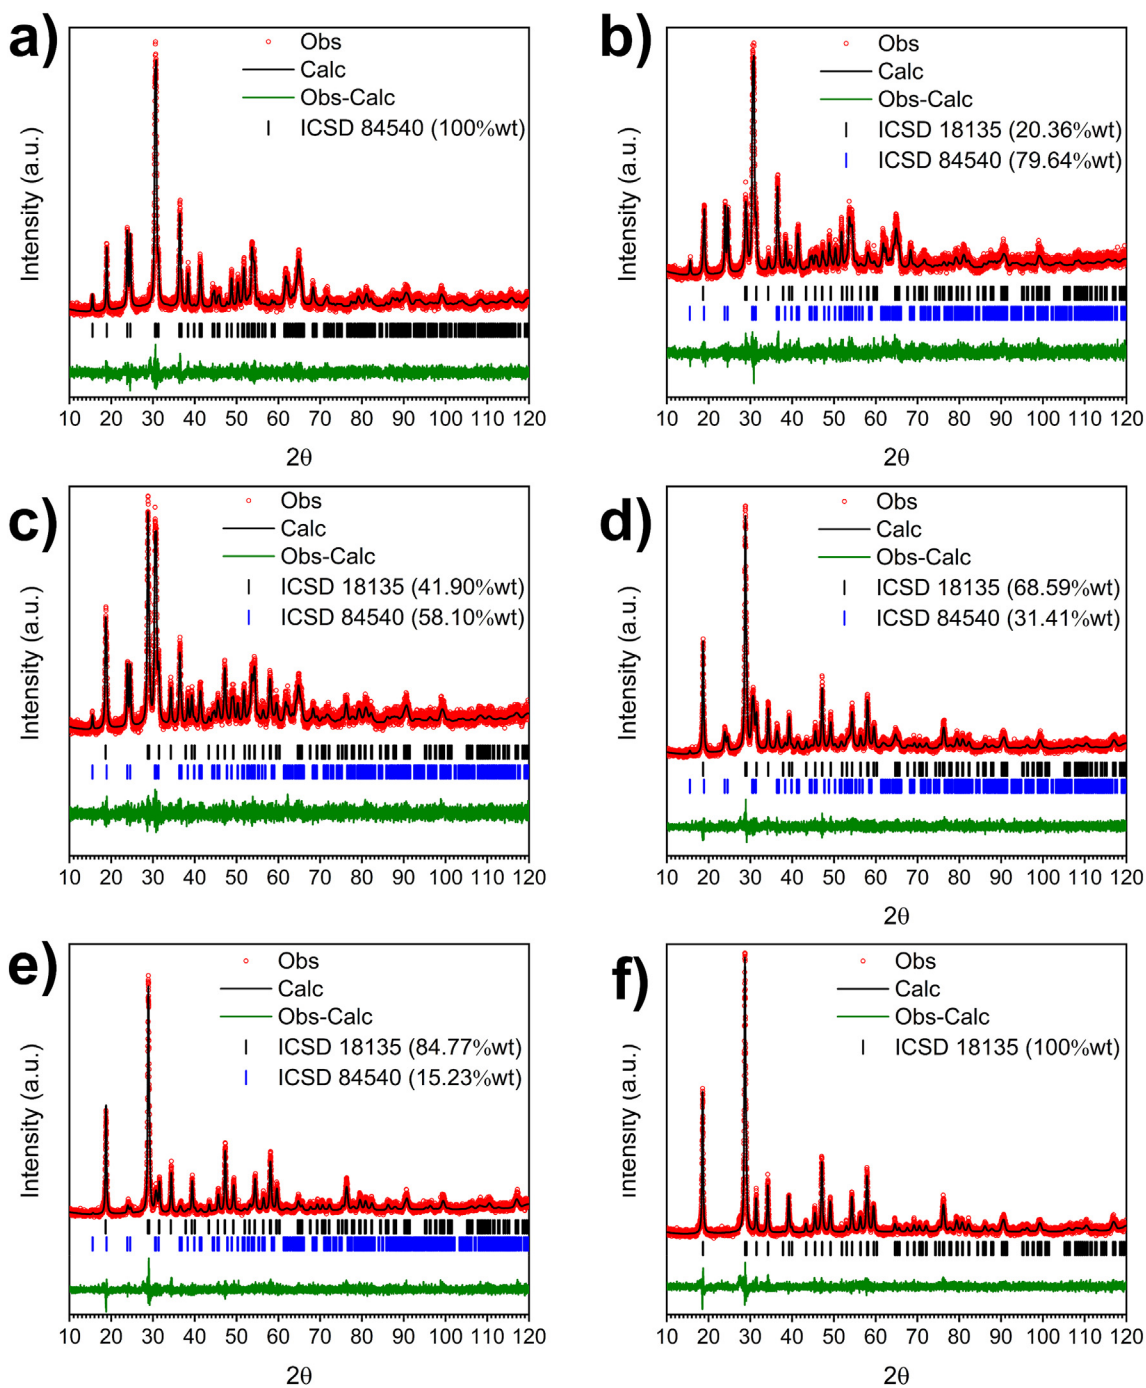 a)
Obs
Calc
Obs-Calc
ICSD 84540 (100%wt)
Intensity (a.u.)
10 20 30 40 50 60 70 80 90 100 110 120
2θ
b)
Obs
Calc
Obs-Calc
ICSD 18135 (20.36%wt)
ICSD 84540 (79.64%wt)
Intensity (a.u.)
10 20 30 40 50 60 70 80 90 100 110 120
2θ
c)
Obs
Calc
Obs-Calc
ICSD 18135 (41.90%wt)
ICSD 84540 (58.10%wt)
Intensity (a.u.)
10 20 30 40 50 60 70 80 90 100 110 120
2θ
d)
Obs
Calc
Obs-Calc
ICSD 18135 (68.59%wt)
ICSD 84540 (31.41%wt)
Intensity (a.u.)
10 20 30 40 50 60 70 80 90 100 110 120
2θ
e)
Obs
Calc
Obs-Calc
ICSD 18135 (84.77%wt)
ICSD 84540 (15.23%wt)
Intensity (a.u.)
10 20 30 40 50 60 70 80 90 100 110 120
2θ
f)
Obs
Calc
Obs-Calc
ICSD 18135 (100%wt)
Intensity (a.u.)
10 20 30 40 50 60 70 80 90 100 110 120
2θ